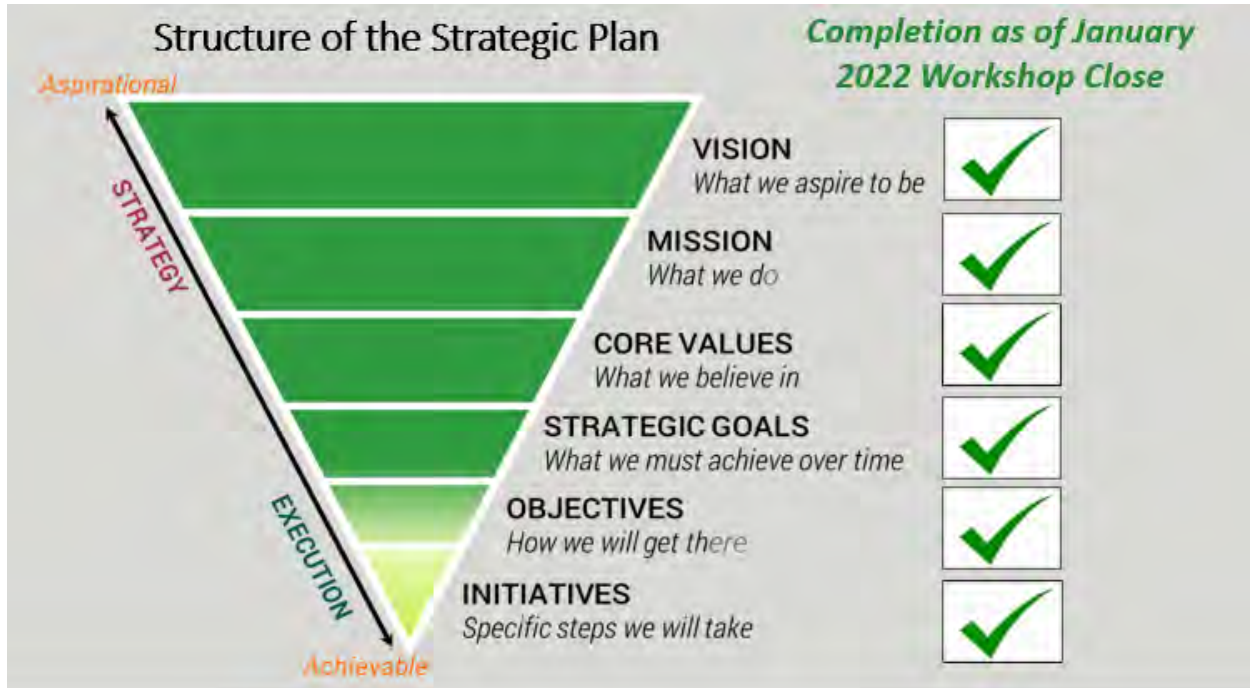 Structure of the Strategic Plan
Completion as of January
2022 Workshop Close
Aspirational
STRATEGY
EXECUTION
Achievable
VISION
What we aspire to be
MISSION
What we do
CORE VALUES
What we believe in
STRATEGIC GOALS
What we must achieve over time
OBJECTIVES
How we will get there
INITIATIVES
Specific steps we will take